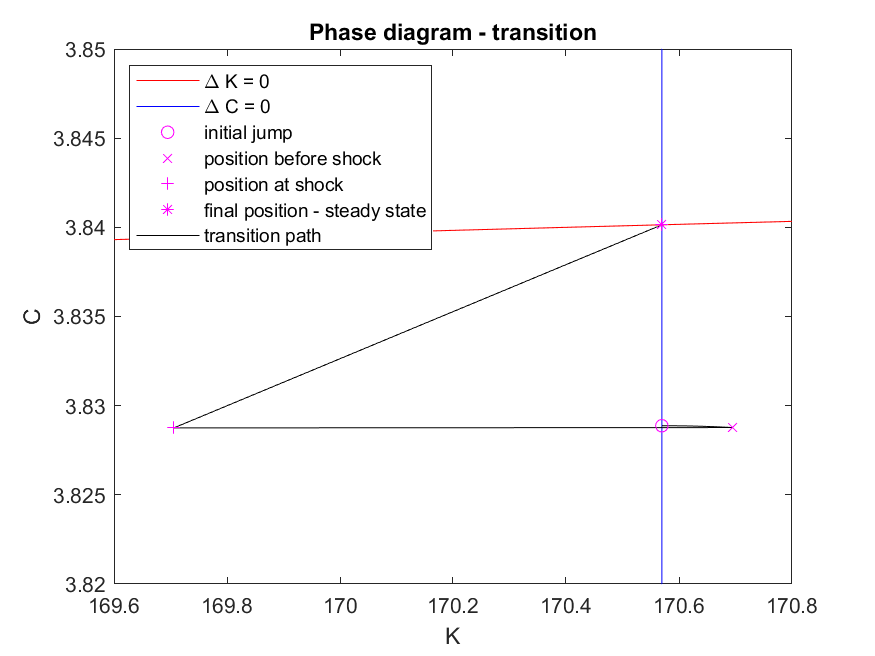 Phase diagram - transition
3.85
3.845
3.84
3.835
3.83
3.825
3.82
C
Δ K = 0
Δ C = 0
initial jump
position before shock
position at shock
final position - steady state
transition path
169.6 169.8 170 170.2 170.4 170.6 170.8
K